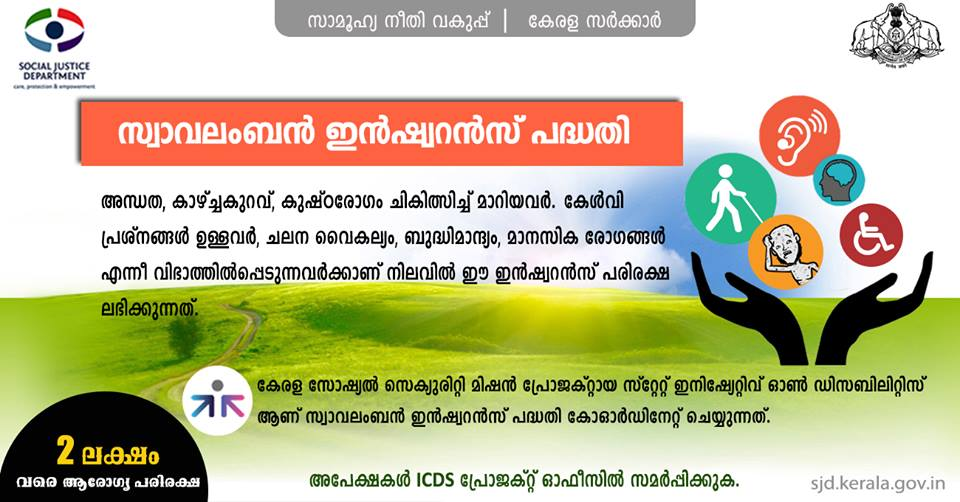 സാമൂഹ്യ നീതി വകുപ്പ് | കേരള സർക്കാർ
SOCIAL JUSTICE
DEPARTMENT
care, protection & empowerment
സ്വാവലംബൻ ഇൻഷ്വറൻസ് പദ്ധതി
അന്ധത, കാഴ്ച്ചകുറവ്, കുഷ്ഠരോഗം ചികിത്സിച്ച് മാറിയവർ. കേൾവി
പ്രശ്നങ്ങൾ ഉള്ളവർ, ചലന വൈകല്യം, ബുദ്ധിമാന്ദ്യം, മാനസിക രോഗങ്ങൾ
എന്നീ വിഭാത്തിൽപ്പെടുന്നവർക്കാണ് നിലവിൽ ഈ ഇൻഷ്വറൻസ് പരിരക്ഷ
ലഭിക്കുന്നത്.
കേരള സോഷ്യൽ സെക്യുരിറ്റി മിഷൻ പ്രോജക്റ്റായ സ്റ്റേറ്റ് ഇനിഷ്യേറ്റിവ് ഓൺ ഡിസബിലിറ്റിസ്
ആണ് സ്വാവലംബൻ ഇൻഷ്വറൻസ് പദ്ധതി കോഓർഡിനേറ്റ് ചെയ്യുന്നത്.
2 ലക്ഷം
വരെ ആരോഗ്യ പരിരക്ഷ
അപേക്ഷകൾ ICDS പ്രോജക്റ്റ് ഓഫീസിൽ സമർപ്പിക്കുക.
sjd.kerala.gov.in